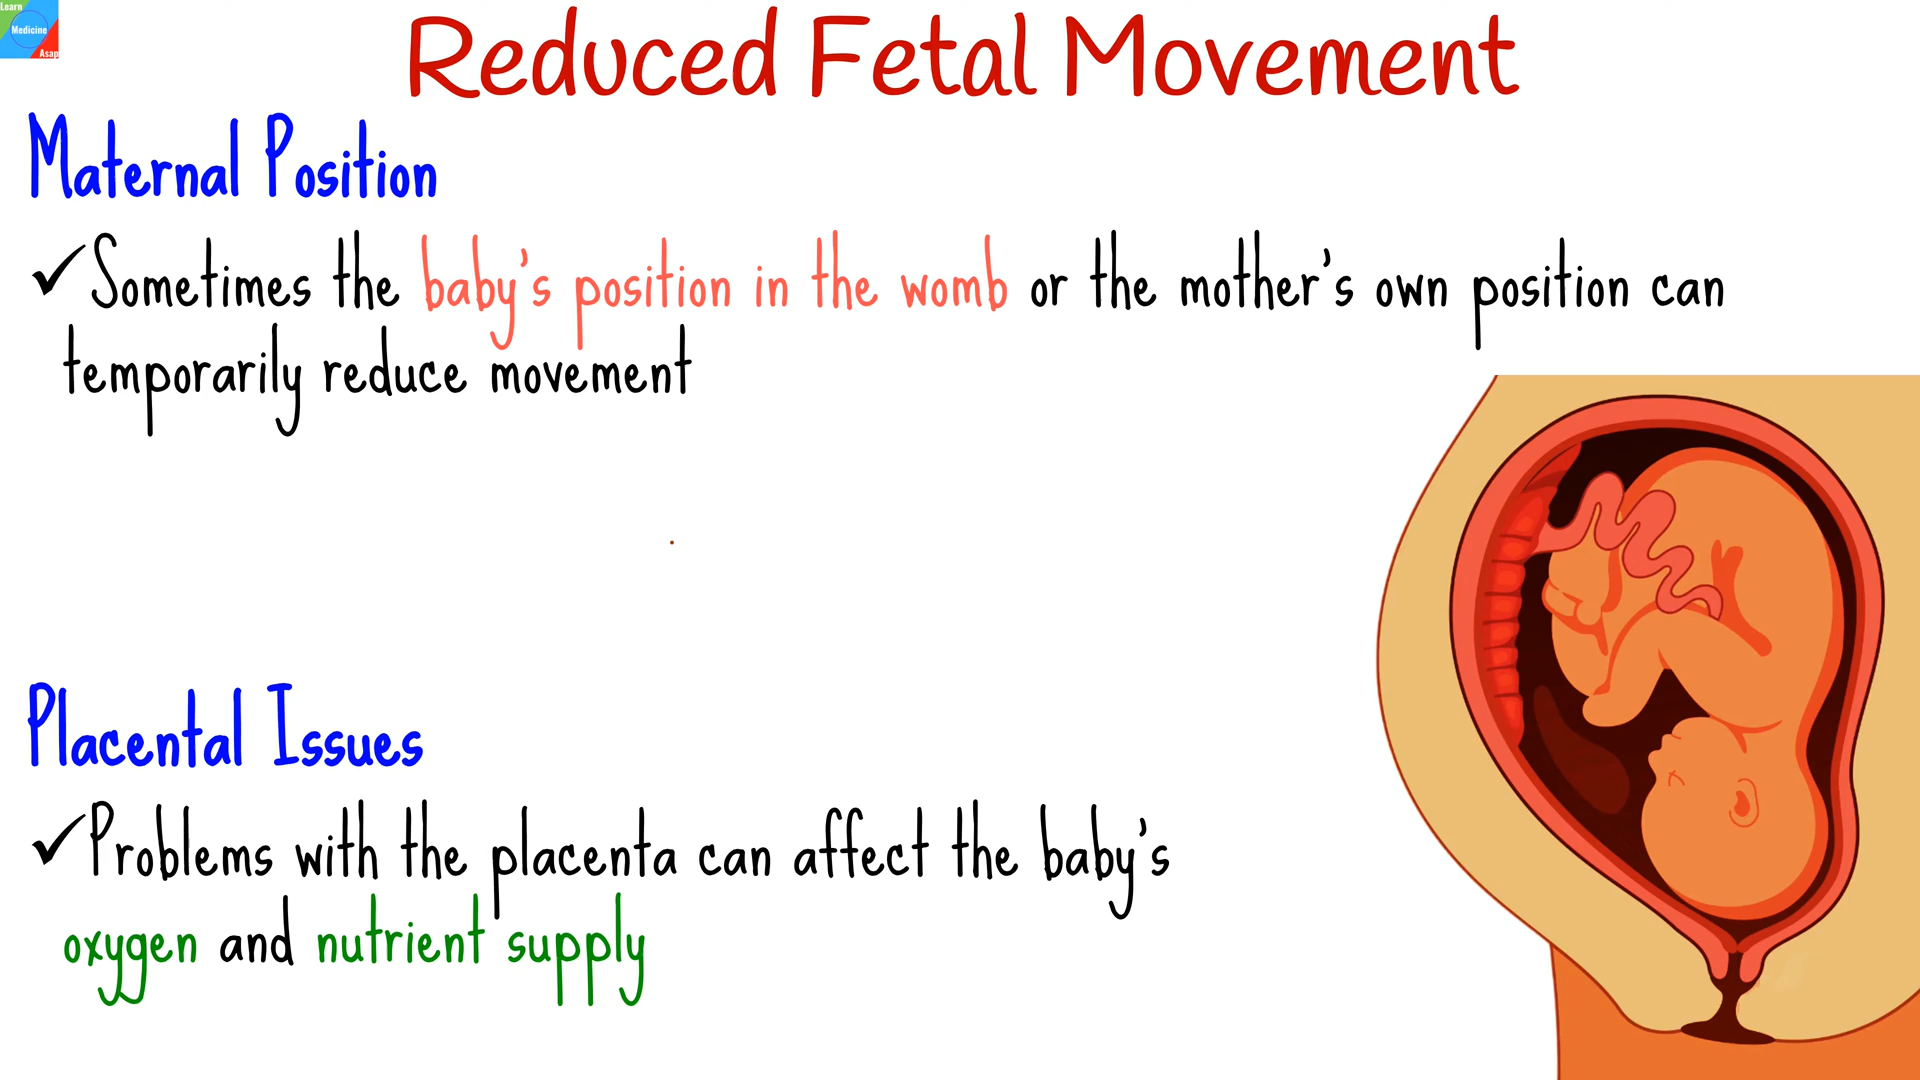 Learn
Medicine
Asap
Reduced Fetal Movement
Maternal Position
✓Sometimes the baby's position in the womb or the mother's own position can
temporarily reduce movement
Placental Issues
✓Problems with the placenta can affect the baby's
oxygen and nutrient supply